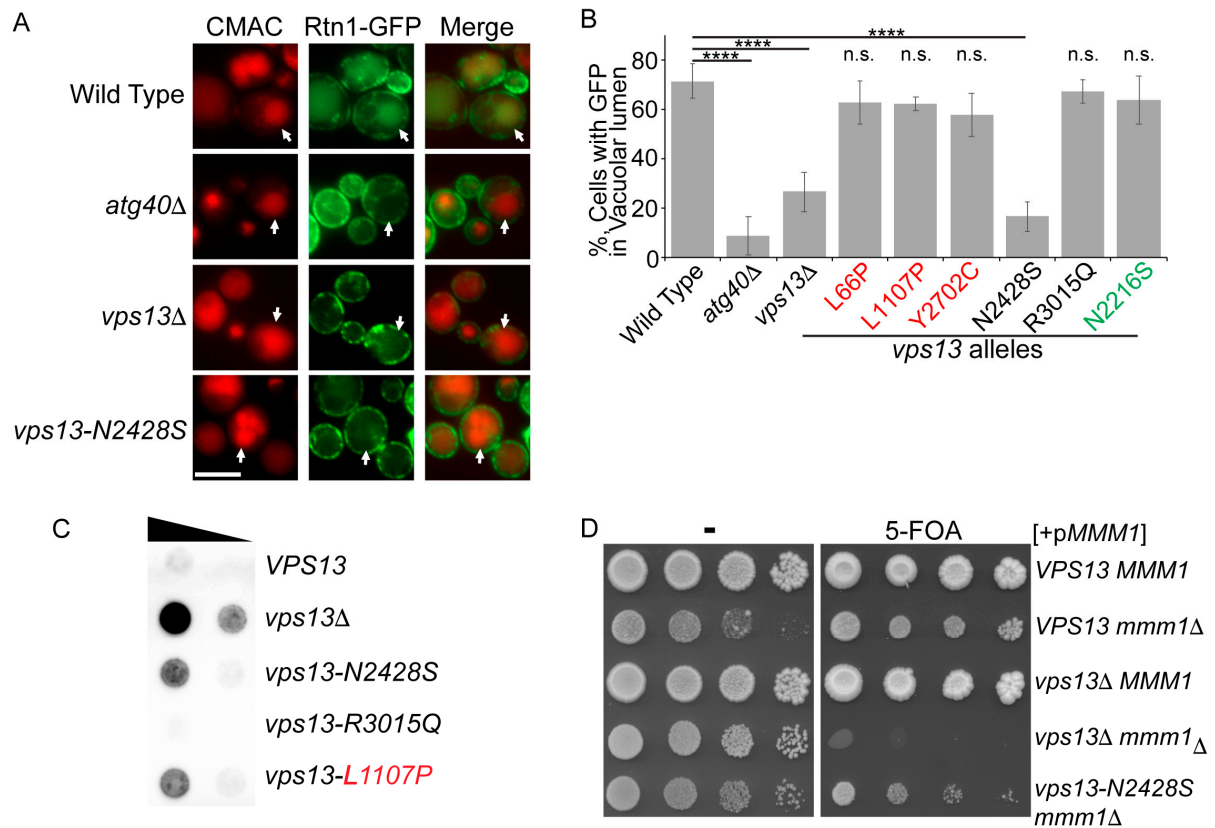 A
CMAC Rtn1-GFP Merge
Wild Type
atg40Δ
vps13Δ
vps13-N2428S
B
%, Cells with GFP
in Vacuolar lumen
80
60
40
20
0
****
****
****
n.s. n.s. n.s. n.s. n.s.
Wild Type
atg40Δ
vps13Δ
L66P
L1107P
Y2702C
N2428S
R3015Q
N2216S
vps13 alleles
C
VPS13
vps13Δ
vps13-N2428S
vps13-R3015Q
vps13-L1107P
D
- 5-FOA [+pMMM1]
VPS13 MMM1
VPS13 mmm1Δ
vps13Δ MMM1
vps13Δ mmm1Δ
vps13-N2428S
mmm1Δ